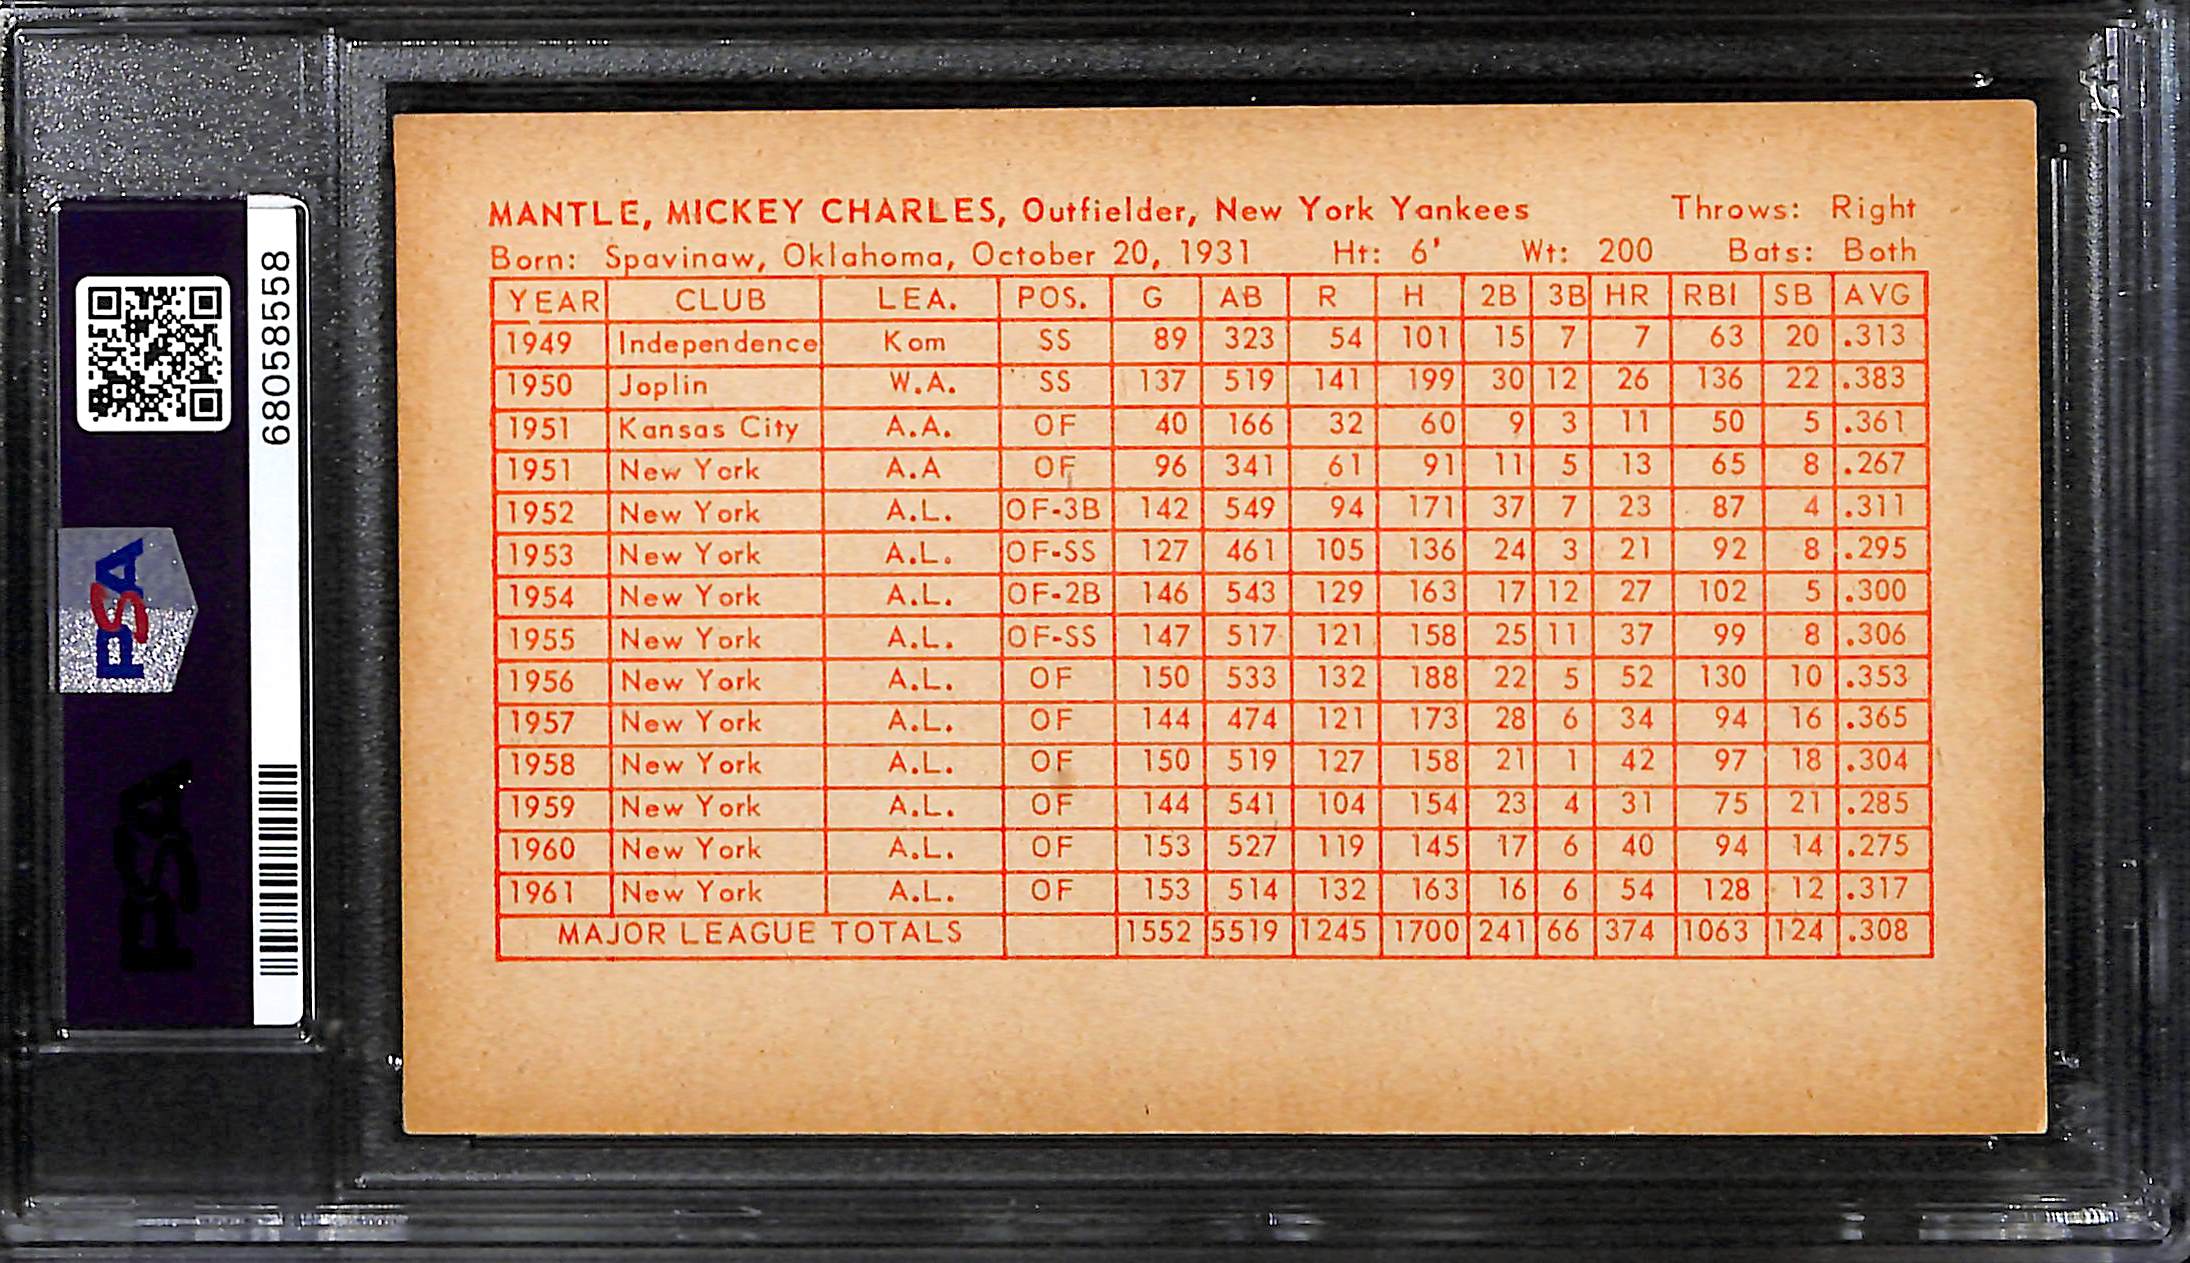 MANTLE, MICKEY CHARLES, Outfielder, New York Yankees Throws: Right
Born: Spavinaw, Oklahoma, October 20, 1931 Ht: 6' Wt: 200 Bats: Both
YEAR CLUB LEA. POS. G AB R H 2B 3B HR RBI SB AVG
1949 Independence Kom SS 89 323 54 101 15 7 7 63 20 .313
1950 Joplin W.A. SS 137 519 141 199 30 12 26 136 22 .383
1951 Kansas City A.A. OF 40 166 32 60 9 3 11 50 5 .361
1951 New York A.A OF 96 341 61 91 11 5 13 65 8 .267
1952 New York A.L. OF-3B 142 549 94 171 37 7 23 87 4 .311
1953 New York A.L. OF-SS 127 461 105 136 24 3 21 92 8 .295
1954 New York A.L. OF-2B 146 543 129 163 17 12 27 102 5 .300
1955 New York A.L. OF-SS 147 517 121 158 25 11 37 99 8 .306
1956 New York A.L. OF 150 533 132 188 22 5 52 130 10 .353
1957 New York A.L. OF 144 474 121 173 28 6 34 94 16 .365
1958 New York A.L. OF 150 519 127 158 21 1 42 97 18 .304
1959 New York A.L. OF 144 541 104 154 23 4 31 75 21 .285
1960 New York A.L. OF 153 527 119 145 17 6 40 94 14 .275
1961 New York A.L. OF 153 514 132 163 16 6 54 128 12 .317
MAJOR LEAGUE TOTALS 1552 5519 1245 1700 241 66 374 1063 124 .308
68058558
PSA
PSA